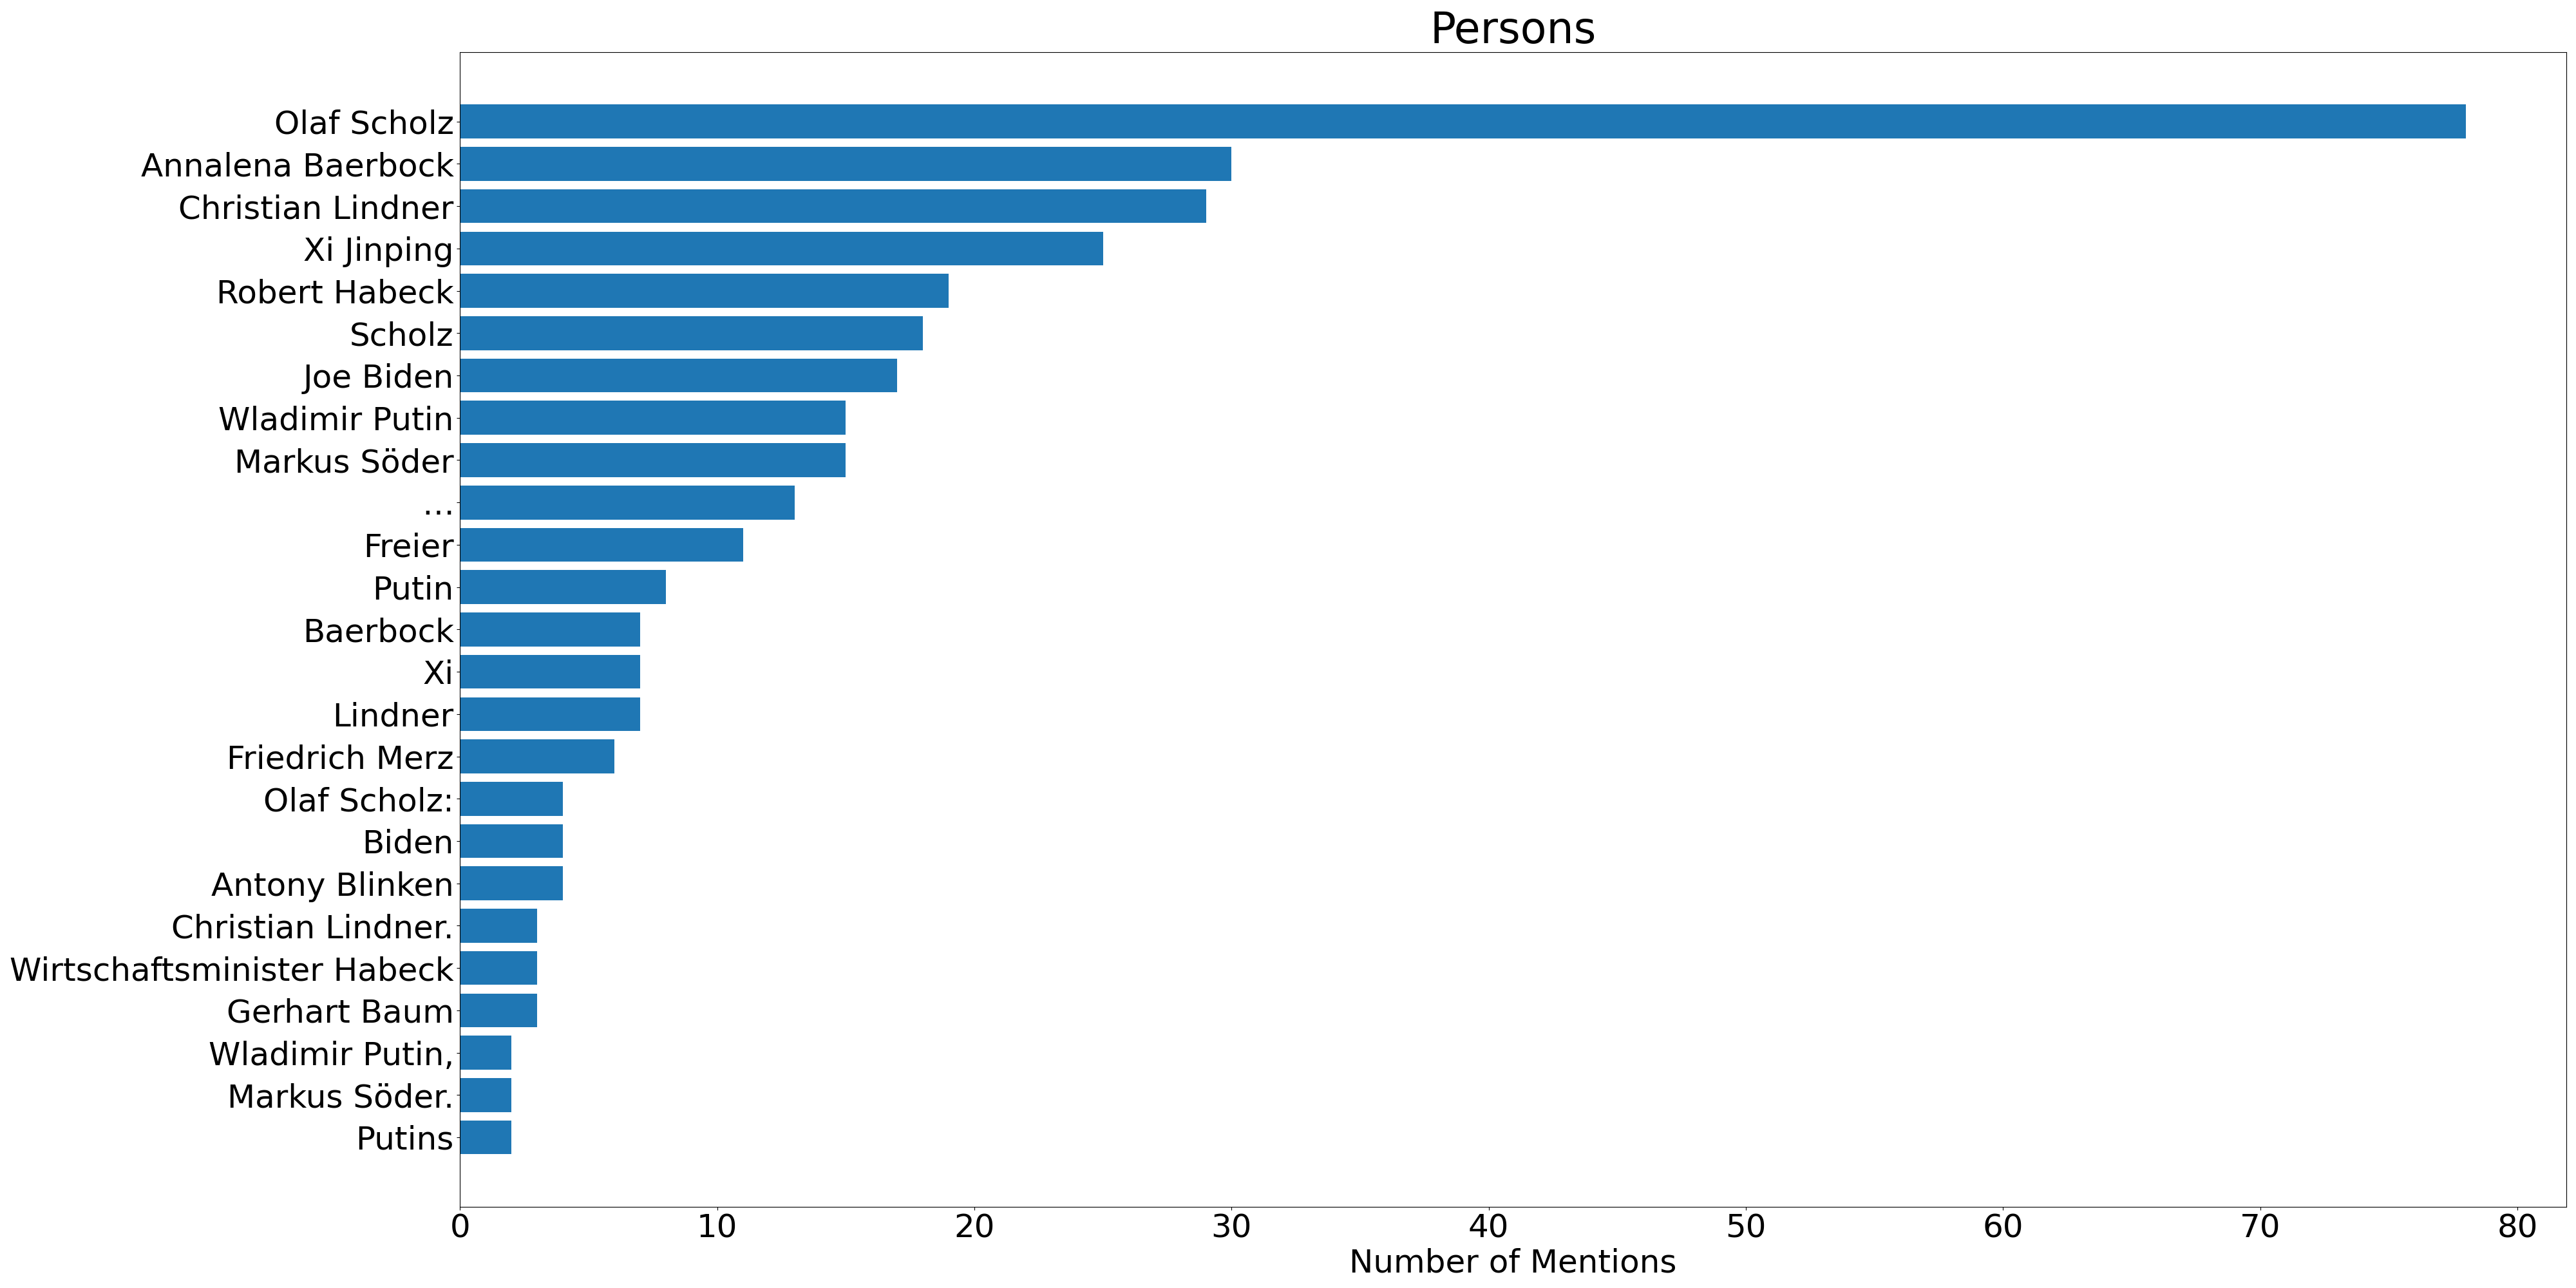 Persons
Olaf Scholz
Annalena Baerbock
Christian Lindner
Xi Jinping
Robert Habeck
Scholz
Joe Biden
Wladimir Putin
Markus Söder
...
Freier
Putin
Baerbock
Xi
Lindner
Friedrich Merz
Olaf Scholz:
Biden
Antony Blinken
Christian Lindner.
Wirtschaftsminister Habeck
Gerhart Baum
Wladimir Putin,
Markus Söder.
Putins
0 10 20 30 40 50 60 70 80
Number of Mentions